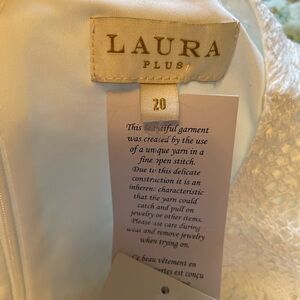 LAURA
PLUS
20
This beautiful garment
was created by the use
of a unique yarn in a
fine open stitch.
Due to this delicate
construction it is an
inherent characteristic
that the yarn could
catch and pull on
jewelry or other items.
Please use care during
wear and remove jewelry
when trying on.
Ce beau vêtement en
ertes est conçu